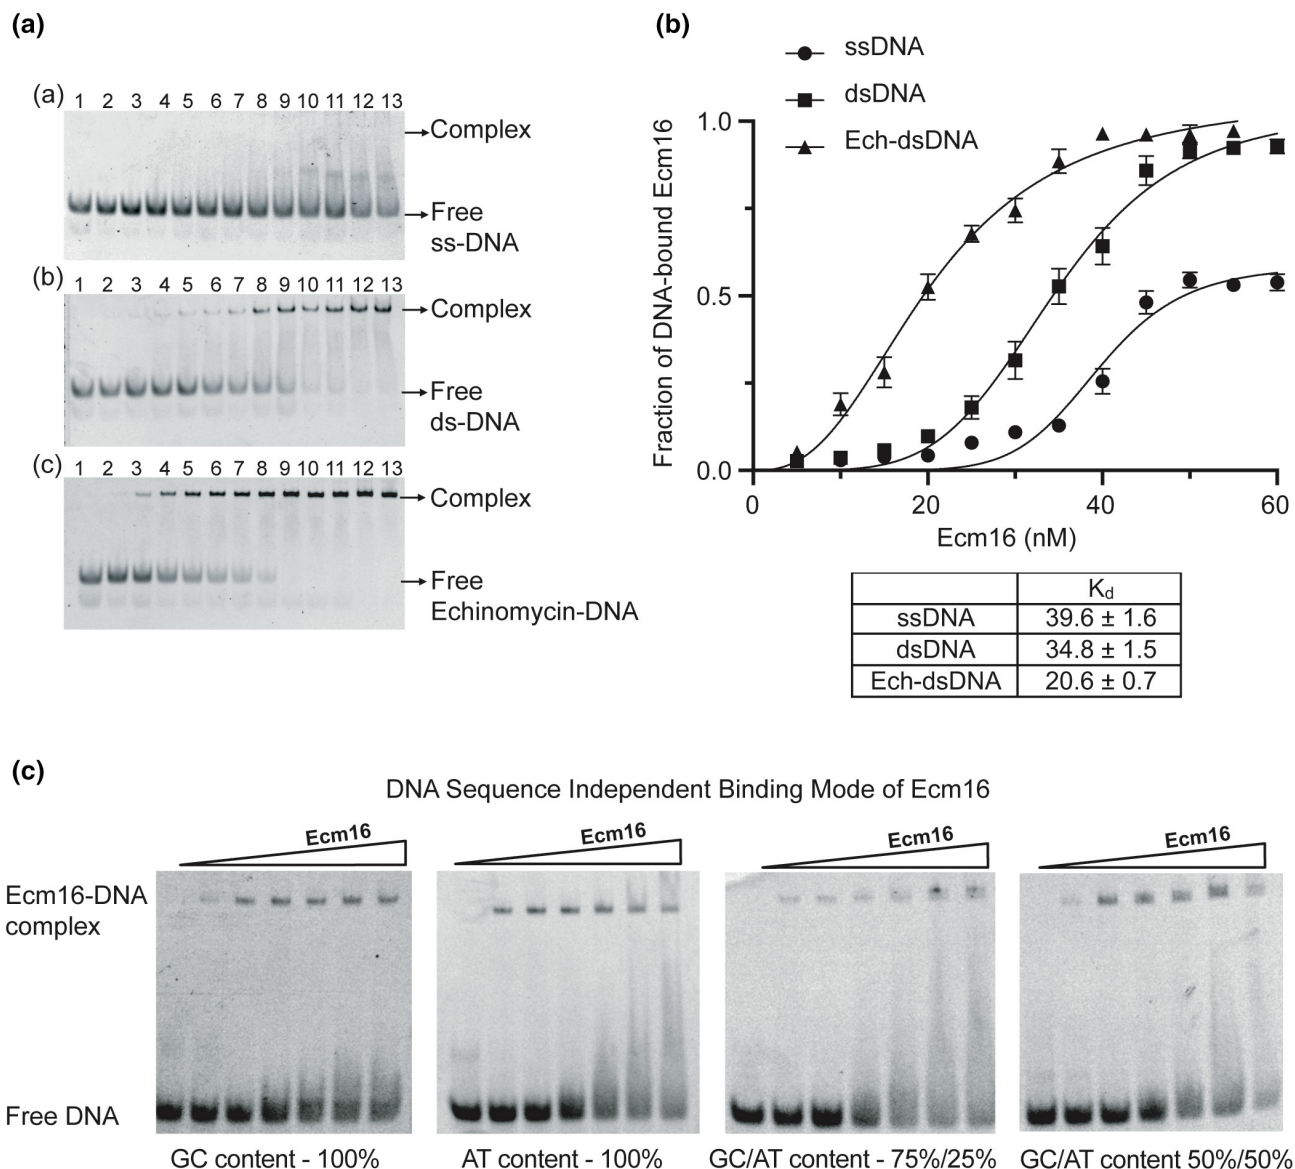 (a)
(a) 1 2 3 4 5 6 7 8 9 10 11 12 13
Complex
Free
ss-DNA
(b) 1 2 3 4 5 6 7 8 9 10 11 12 13
Complex
Free
ds-DNA
(c) 1 2 3 4 5 6 7 8 9 10 11 12 13
Complex
Free
Echinomycin-DNA
(b)
ssDNA
dsDNA
Ech-dsDNA
Fraction of DNA-bound Ecm16
1.0
0.5
0.0
0 20 40 60
Ecm16 (nM)
Kd
ssDNA 39.6 ± 1.6
dsDNA 34.8 ± 1.5
Ech-dsDNA 20.6 ± 0.7
(c)
DNA Sequence Independent Binding Mode of Ecm16
Ecm16 Ecm16 Ecm16 Ecm16
Ecm16-DNA
complex
Free DNA
GC content - 100% AT content - 100% GC/AT content - 75%/25% GC/AT content 50%/50%